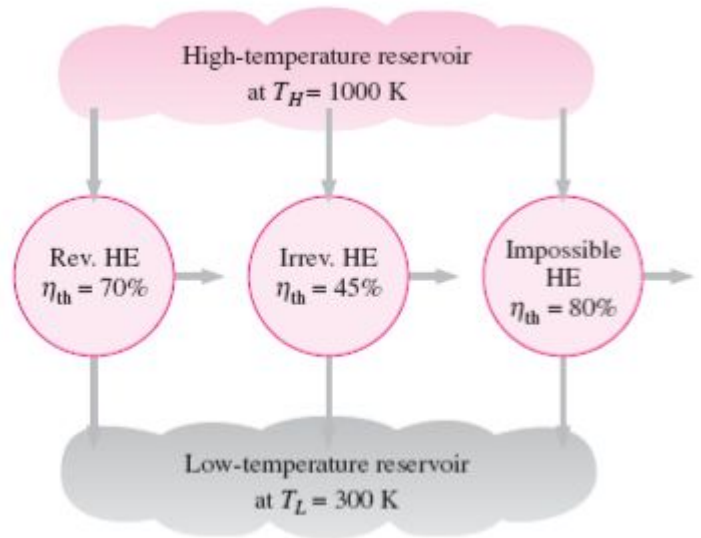 High-temperature reservoir
at T_H = 1000 K
Rev. HE
η_th = 70%
Irrev. HE
η_th = 45%
Impossible
HE
η_th = 80%
Low-temperature reservoir
at T_L = 300 K